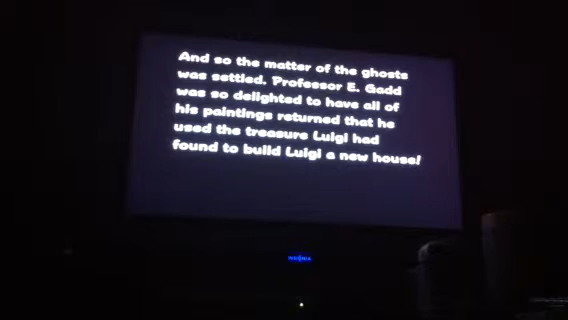 And so the matter of the ghosts
was settled. Professor E. Gadd
was so delighted to have all of
his paintings returned that he
used the treasure Luigi had
found to build Luigi a new house!
INSIGNIA